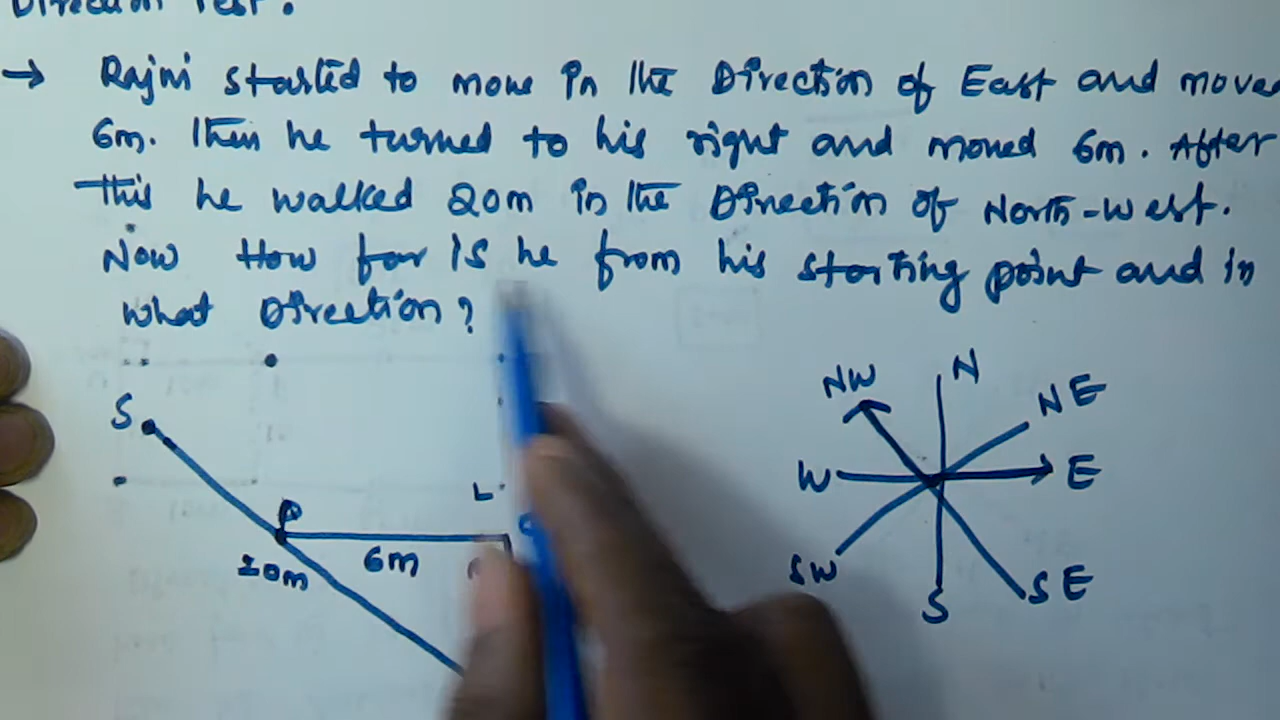 Direction Test.
→ Rajni started to move in the Direction of East and moved
6m. Then he turned to his right and moved 6m. After
this he walked 20m in the Direction of North-West.
Now How far is he from his starting point and in
what Direction?
NW N NE
S
W E
L
P
6m
20m
SW S SE